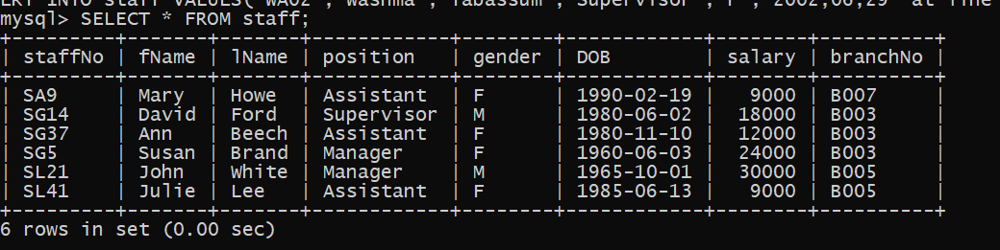 INTO staff VALUES('WA02', 'Washma', 'Tabassum', 'Supervisor', 'F', 2002,06,29' at line
mysql> SELECT * FROM staff;
+---------+-------+--------+------------+--------+------------+--------+----------+
| staffNo | fName | lName | position | gender | DOB | salary | branchNo |
+---------+-------+--------+------------+--------+------------+--------+----------+
| SA9 | Mary | Howe | Assistant | F | 1990-02-19 | 9000 | B007 |
| SG14 | David | Ford | Supervisor | M | 1980-06-02 | 18000 | B003 |
| SG37 | Ann | Beech | Assistant | F | 1980-11-10 | 12000 | B003 |
| SG5 | Susan | Brand | Manager | F | 1960-06-03 | 24000 | B003 |
| SL21 | John | White | Manager | M | 1965-10-01 | 30000 | B005 |
| SL41 | Julie | Lee | Assistant | F | 1985-06-13 | 9000 | B005 |
+---------+-------+--------+------------+--------+------------+--------+----------+
6 rows in set (0.00 sec)